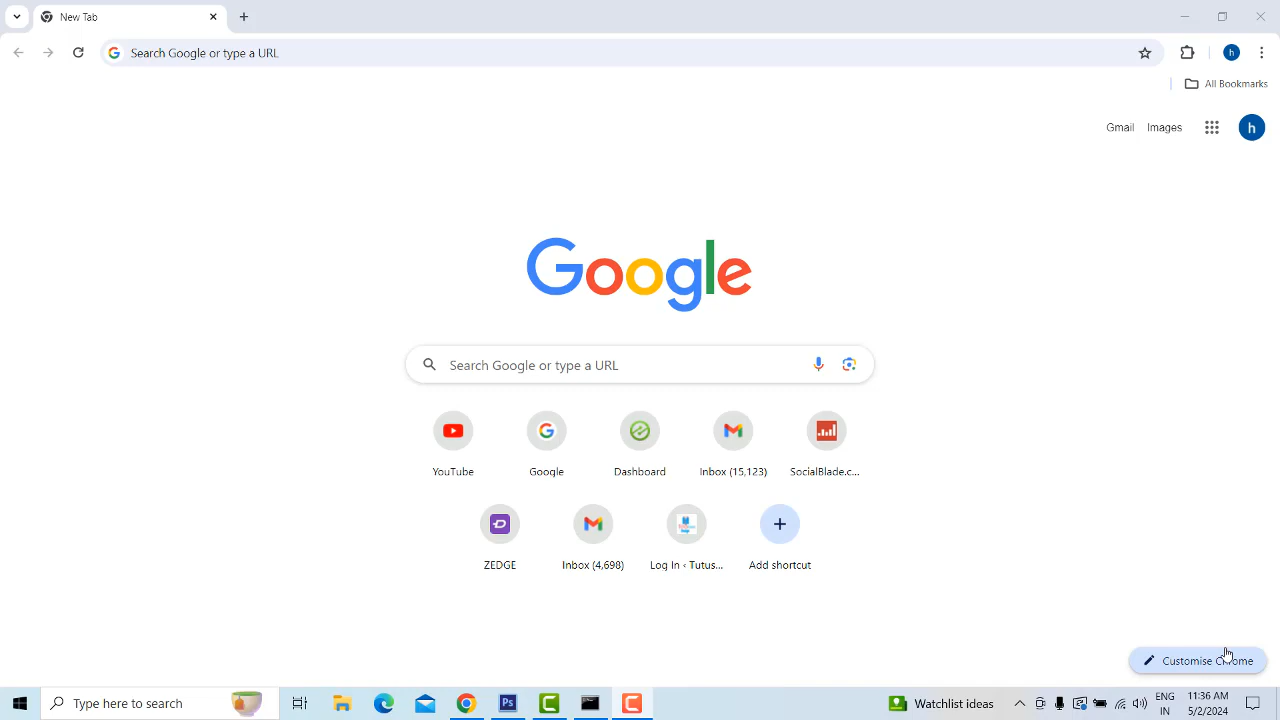 New Tab
Search Google or type a URL
h
All Bookmarks
Gmail
Images
h
Google
Search Google or type a URL
YouTube
Google
Dashboard
Inbox (15,123)
SocialBlade.c...
ZEDGE
Inbox (4,698)
Log In ‹ Tutus...
Add shortcut
Customise Chrome
Type here to search
Ps
C
C
Watchlist ideas
ENG
IN
11:36 AM
5/2/2024